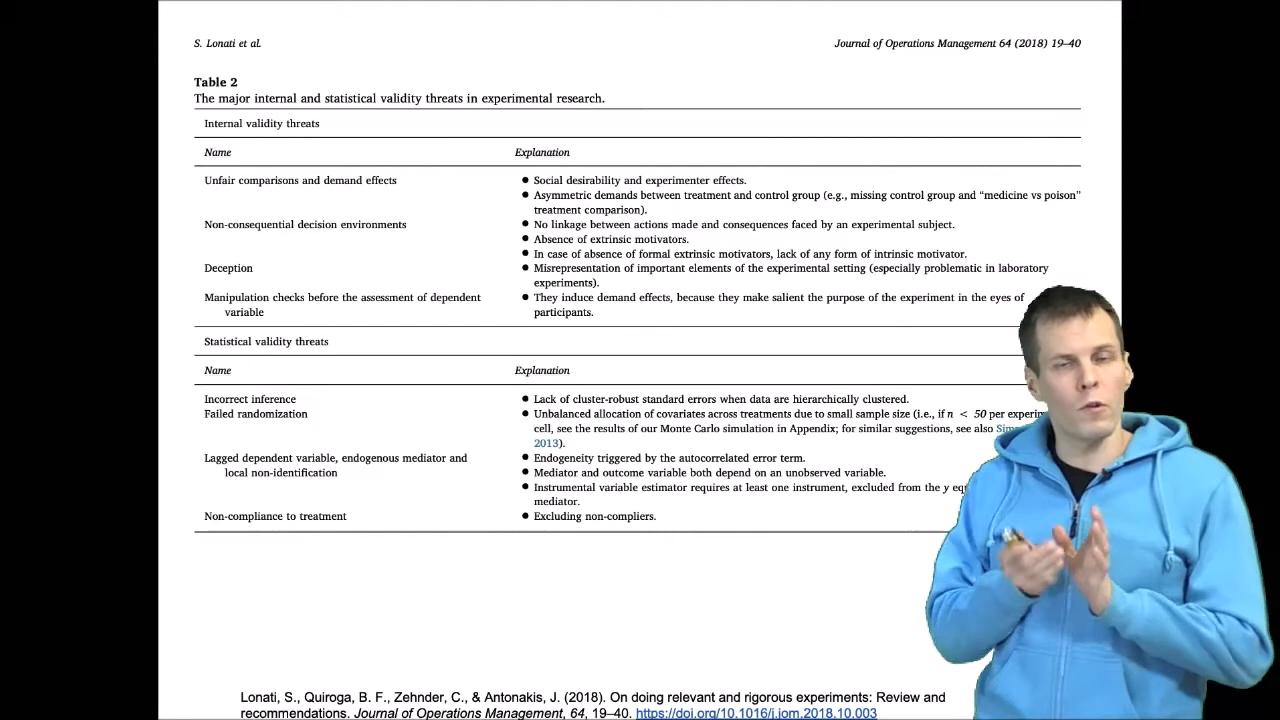 S. Lonati et al.
Journal of Operations Management 64 (2018) 19–40
Table 2
The major internal and statistical validity threats in experimental research.
Internal validity threats
Name
Explanation
Unfair comparisons and demand effects
● Social desirability and experimenter effects.
● Asymmetric demands between treatment and control group (e.g., missing control group and “medicine vs poison”
treatment comparison).
Non-consequential decision environments
● No linkage between actions made and consequences faced by an experimental subject.
● Absence of extrinsic motivators.
● In case of absence of formal extrinsic motivators, lack of any form of intrinsic motivator.
Deception
● Misrepresentation of important elements of the experimental setting (especially problematic in laboratory
experiments).
Manipulation checks before the assessment of dependent
variable
● They induce demand effects, because they make salient the purpose of the experiment in the eyes of
participants.
Statistical validity threats
Name
Explanation
Incorrect inference
● Lack of cluster-robust standard errors when data are hierarchically clustered.
Failed randomization
● Unbalanced allocation of covariates across treatments due to small sample size (i.e., if n < 50 per
cell, see the results of our Monte Carlo simulation in Appendix; for similar suggestions, see also
2013).
Lagged dependent variable, endogenous mediator and
local non-identification
● Endogeneity triggered by the autocorrelated error term.
● Mediator and outcome variable both depend on an unobserved variable.
● Instrumental variable estimator requires at least one instrument, excluded from the y
mediator.
Non-compliance to treatment
● Excluding non-compliers.
Lonati, S., Quiroga, B. F., Zehnder, C., & Antonakis, J. (2018). On doing relevant and rigorous experiments: Review and
recommendations. Journal of Operations Management, 64, 19–40. https://doi.org/10.1016/j.jom.2018.10.003